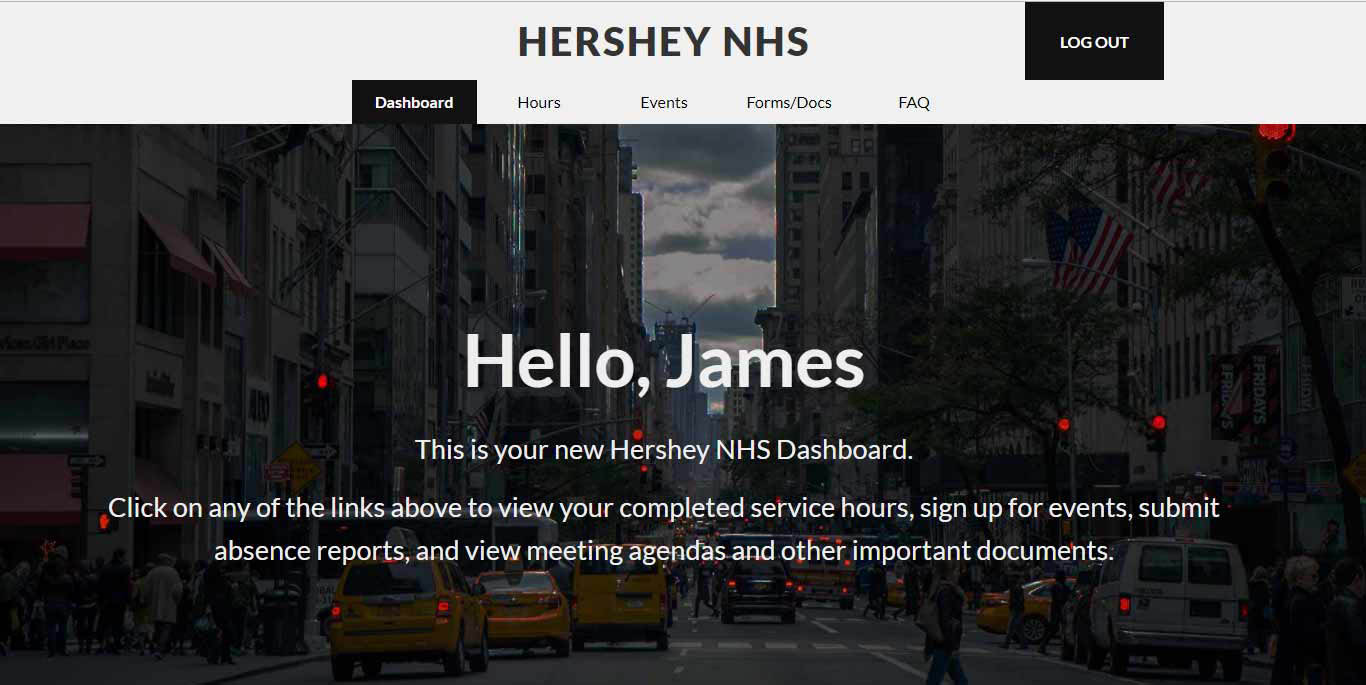 HERSHEY NHS
LOG OUT
Dashboard
Hours
Events
Forms/Docs
FAQ
Hello, James
This is your new Hershey NHS Dashboard.
Click on any of the links above to view your completed service hours, sign up for events, submit
absence reports, and view meeting agendas and other important documents.
FRIDAYS